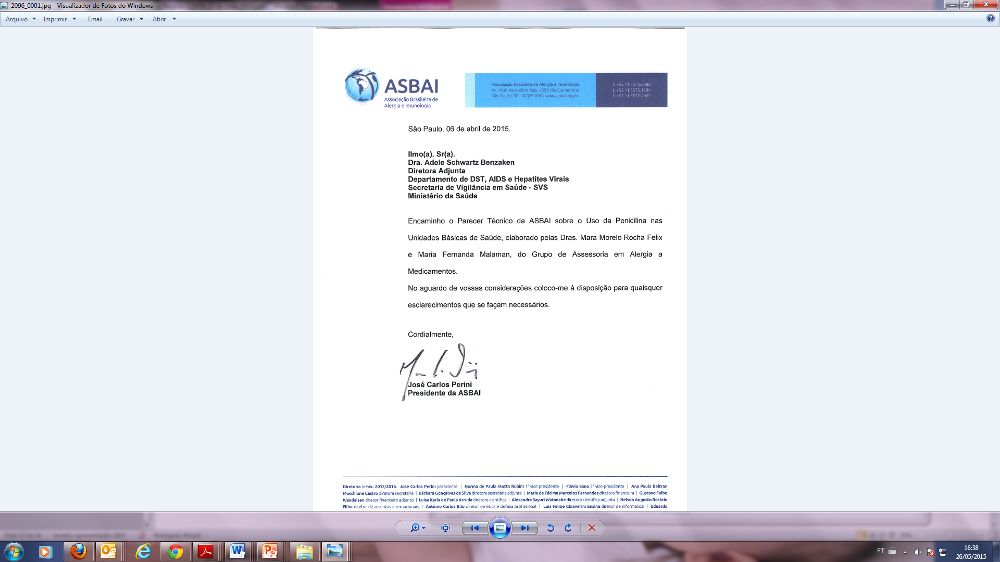 2096_0001.jpg - Visualizador de Fotos do Windows
Arquivo Imprimir Email Gravar Abrir
ASBAI
Associação Brasileira de
Alergia e Imunologia
Associação Brasileira de Alergia e Imunologia
Av. Prof. Ascendino Reis, 455 | Vila Clementino
São Paulo | SP | 04027-000 | www.asbai.org.br
t. +55 11 5575.6888
t. +55 11 5575.1204
f. +55 11 5572.4069
São Paulo, 06 de abril de 2015.
Ilmo(a). Sr(a).
Dra. Adele Schwartz Benzaken
Diretora Adjunta
Departamento de DST, AIDS e Hepatites Virais
Secretaria de Vigilância em Saúde - SVS
Ministério da Saúde
Encaminho o Parecer Técnico da ASBAI sobre o Uso da Penicilina nas
Unidades Básicas de Saúde, elaborado pelas Dras. Mara Morelo Rocha Felix
e Maria Fernanda Malaman, do Grupo de Assessoria em Alergia a
Medicamentos.
No aguardo de vossas considerações coloco-me à disposição para quaisquer
esclarecimentos que se façam necessários.
Cordialmente,
José Carlos Perini
Presidente da ASBAI
Diretoria biênio 2015/2016: José Carlos Perini presidente | Norma de Paula Motta Rubini 1º vice-presidente | Flávio Sano 2º vice-presidente | Ana Paula Beltran
Moschione Castro diretora secretária | Bárbara Gonçalves da Silva diretora secretária adjunta | Maria de Fátima Marcelos Fernandes diretora financeira | Gustavo Falbo
Wandalsen diretor financeiro adjunto | Luisa Karla de Paula Arruda diretora científica | Alexandra Sayuri Watanabe diretora científica adjunta | Nelson Augusto Rosário
Filho diretor de assuntos internacionais | Antônio Carlos Bilo diretor de ética e defesa profissional | Luis Felipe Chiaverini Ensina diretor de informática | Eduardo
PT
16:38
26/05/2015